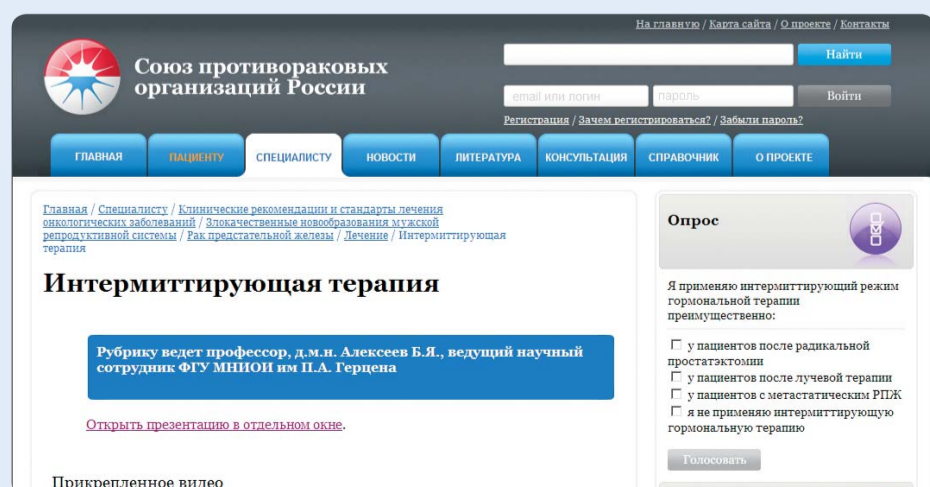 На главную / Карта сайта / О проекте / Контакты
Союз противораковых
организаций России
Найти
email или логин
пароль
Войти
Регистрация / Зачем регистрироваться? / Забыли пароль?
ГЛАВНАЯ
ПАЦИЕНТУ
СПЕЦИАЛИСТУ
НОВОСТИ
ЛИТЕРАТУРА
КОНСУЛЬТАЦИЯ
СПРАВОЧНИК
О ПРОЕКТЕ
Главная / Специалисту / Клинические рекомендации и стандарты лечения
онкологических заболеваний / Злокачественные новообразования мужской
репродуктивной системы / Рак предстательной железы / Лечение / Интермиттирующая
терапия
Интермиттирующая терапия
Рубрику ведет профессор, д.м.н. Алексеев Б.Я., ведущий научный
сотрудник ФГУ МНИОИ им П.А. Герцена
Открыть презентацию в отдельном окне.
Прикрепленное видео
Опрос
Я применяю интермиттирующий режим
гормональной терапии
преимущественно:
у пациентов после радикальной
простатэктомии
у пациентов после лучевой терапии
у пациентов с метастатическим РПЖ
я не применяю интермиттирующую
гормональную терапию
Голосовать